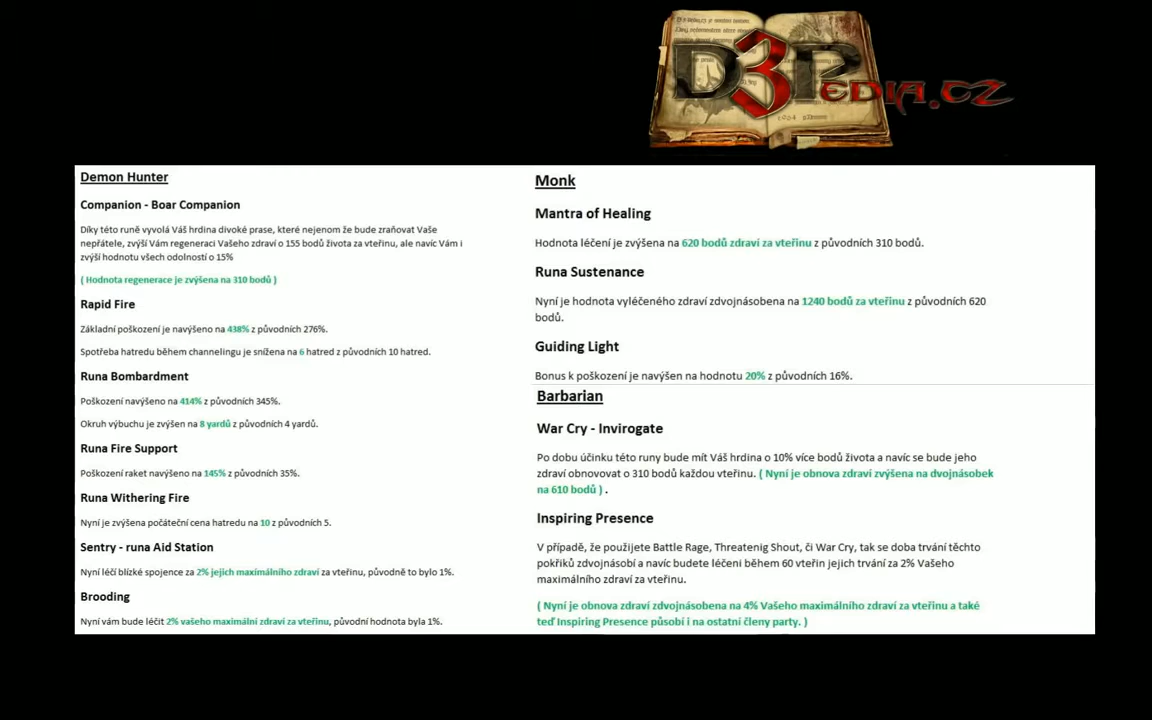 D3Pedia.cz
Demon Hunter
Companion - Boar Companion
Díky této runě vyvolá Váš hrdina divoké prase, které nejenom že bude zraňovat Vaše
nepřátele, zvýší Vám regeneraci Vašeho zdraví o 155 bodů života za vteřinu, ale navíc Vám i
zvýší hodnotu všech odolností o 15%
( Hodnota regenerace je zvýšena na 310 bodů )
Rapid Fire
Základní poškození je navýšeno na 438% z původních 276%.
Spotřeba hatredu během channelingu je snížena na 6 hatred z původních 10 hatred.
Runa Bombardment
Poškození navýšeno na 414% z původních 345%.
Okruh výbuchu je zvýšen na 8 yardů z původních 4 yardů.
Runa Fire Support
Poškození raket navýšeno na 145% z původních 35%.
Runa Withering Fire
Nyní je zvýšena počáteční cena hatredu na 10 z původních 5.
Sentry - runa Aid Station
Nyní léčí blízké spojence za 2% jejich maximálního zdraví za vteřinu, původně to bylo 1%.
Brooding
Nyní vám bude léčit 2% vašeho maximální zdraví za vteřinu, původní hodnota byla 1%.
Monk
Mantra of Healing
Hodnota léčení je zvýšena na 620 bodů zdraví za vteřinu z původních 310 bodů.
Runa Sustenance
Nyní je hodnota vyléčeného zdraví zdvojnásobena na 1240 bodů za vteřinu z původních 620
bodů.
Guiding Light
Bonus k poškození je navýšen na hodnotu 20% z původních 16%.
Barbarian
War Cry - Invirogate
Po dobu účinku této runy bude mít Váš hrdina o 10% více bodů života a navíc se bude jeho
zdraví obnovovat o 310 bodů každou vteřinu. ( Nyní je obnova zdraví zvýšena na dvojnásobek
na 610 bodů ) .
Inspiring Presence
V případě, že použijete Battle Rage, Threatenig Shout, či War Cry, tak se doba trvání těchto
pokřiků zdvojnásobí a navíc budete léčeni během 60 vteřin jejich trvání za 2% Vašeho
maximálního zdraví za vteřinu.
( Nyní je obnova zdraví zdvojnásobena na 4% Vašeho maximálního zdraví za vteřinu a také
teď Inspiring Presence působí i na ostatní členy party. )